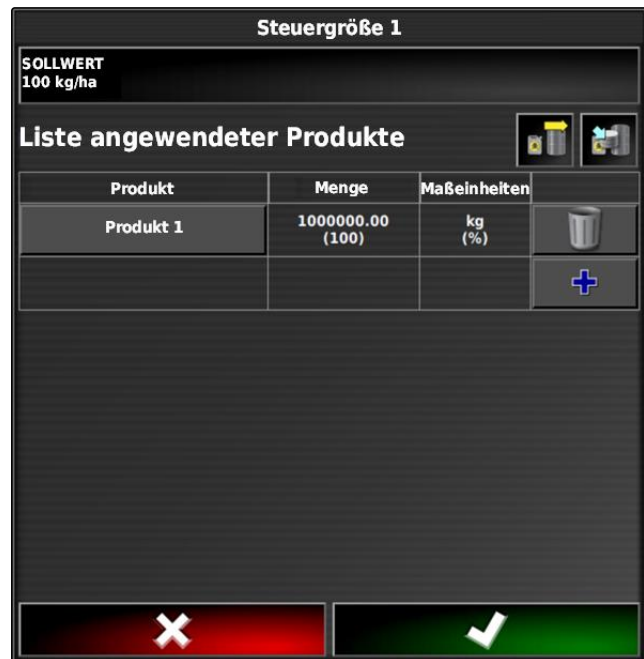 Steuergröße 1
SOLLWERT
100 kg/ha
Liste angewendeter Produkte
Produkt Menge Maßeinheiten
Produkt 1 1000000.00 kg
(100) (%)